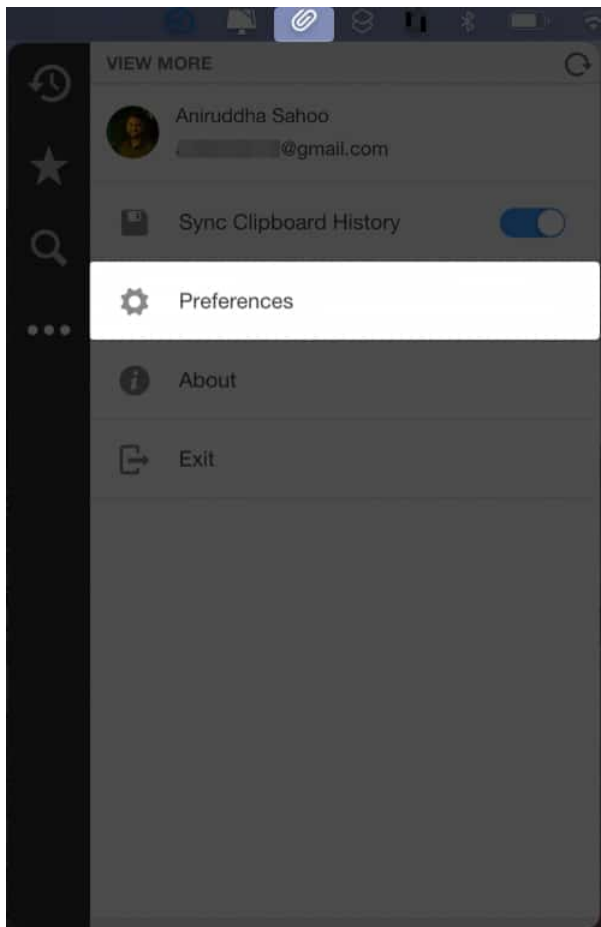 VIEW MORE
Aniruddha Sahoo
@gmail.com
Sync Clipboard History
Preferences
About
Exit